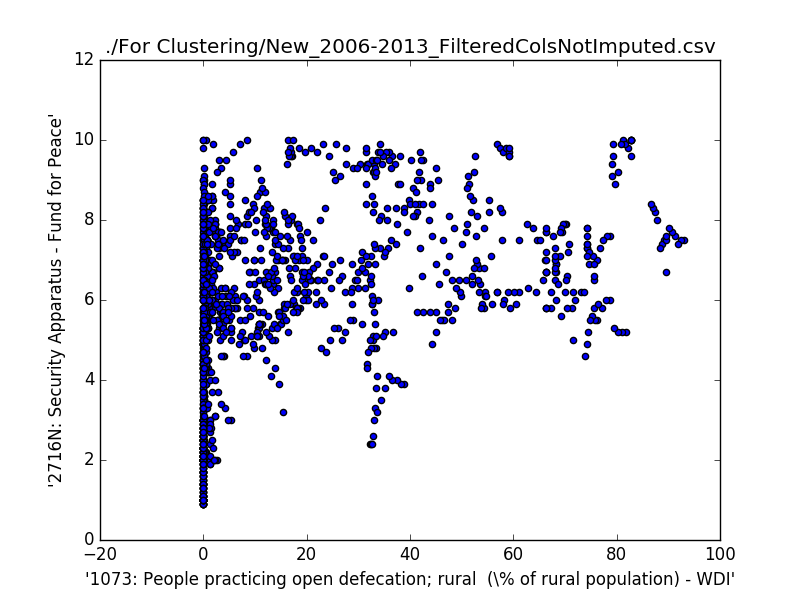 ./For Clustering/New_2006-2013_FilteredColsNotImputed.csv
'2716N: Security Apparatus - Fund for Peace'
12
10
8
6
4
2
0
−20 0 20 40 60 80 100
'1073: People practicing open defecation; rural  (\% of rural population) - WDI'